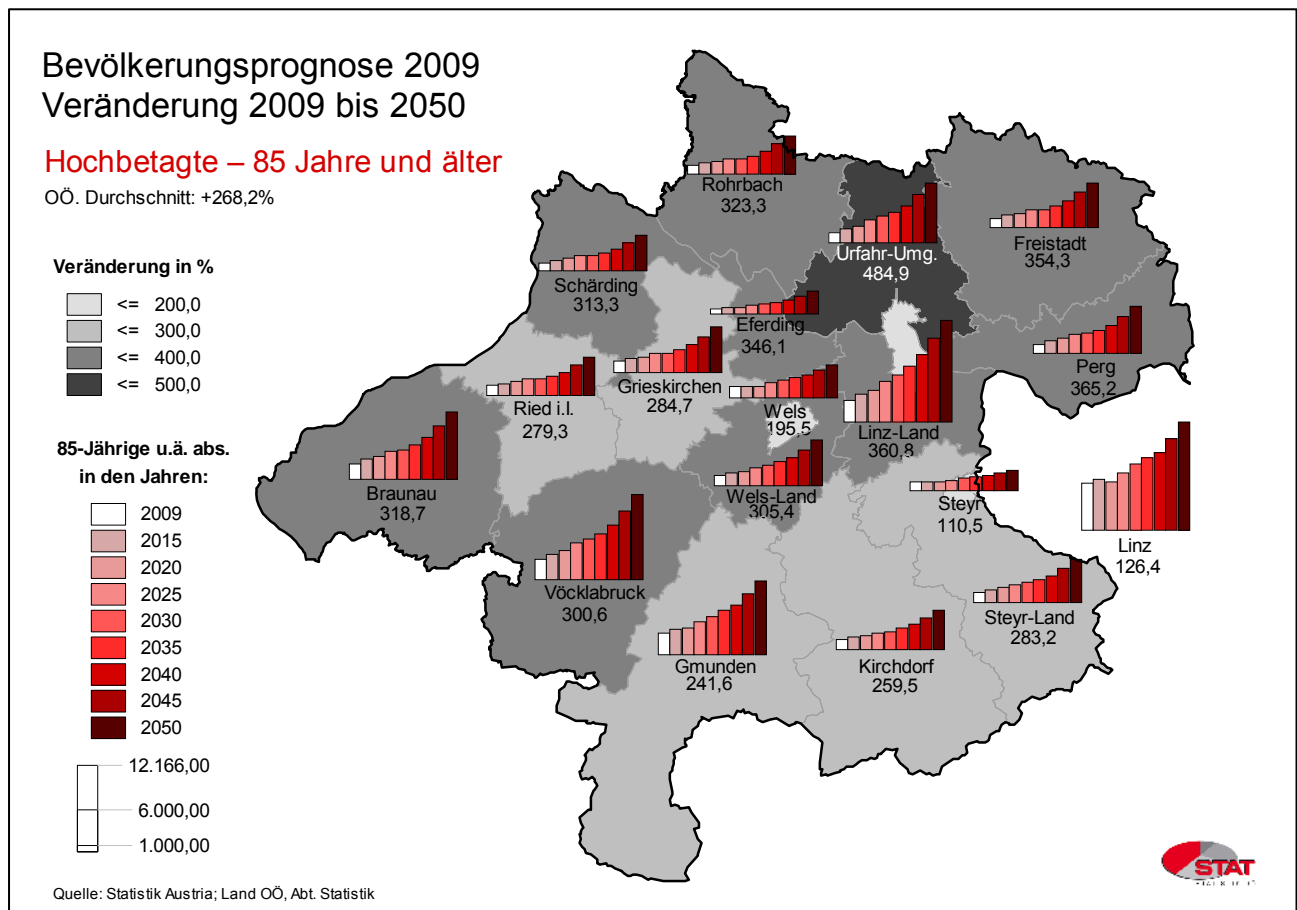 Bevölkerungsprognose 2009
Veränderung 2009 bis 2050
Hochbetagte – 85 Jahre und älter
OÖ. Durchschnitt: +268,2%
Veränderung in %
<= 200,0
<= 300,0
<= 400,0
<= 500,0
85-Jährige u.ä. abs.
in den Jahren:
2009
2015
2020
2025
2030
2035
2040
2045
2050
12.166,00
6.000,00
1.000,00
Rohrbach
323,3
Urfahr-Umg.
484,9
Freistadt
354,3
Schärding
313,3
Eferding
346,1
Perg
365,2
Grieskirchen
284,7
Ried i.I.
279,3
Wels
195,5
Linz-Land
360,8
Braunau
318,7
Wels-Land
305,4
Steyr
110,5
Linz
126,4
Vöcklabruck
300,6
Steyr-Land
283,2
Gmunden
241,6
Kirchdorf
259,5
STAT
Quelle: Statistik Austria; Land OÖ, Abt. Statistik